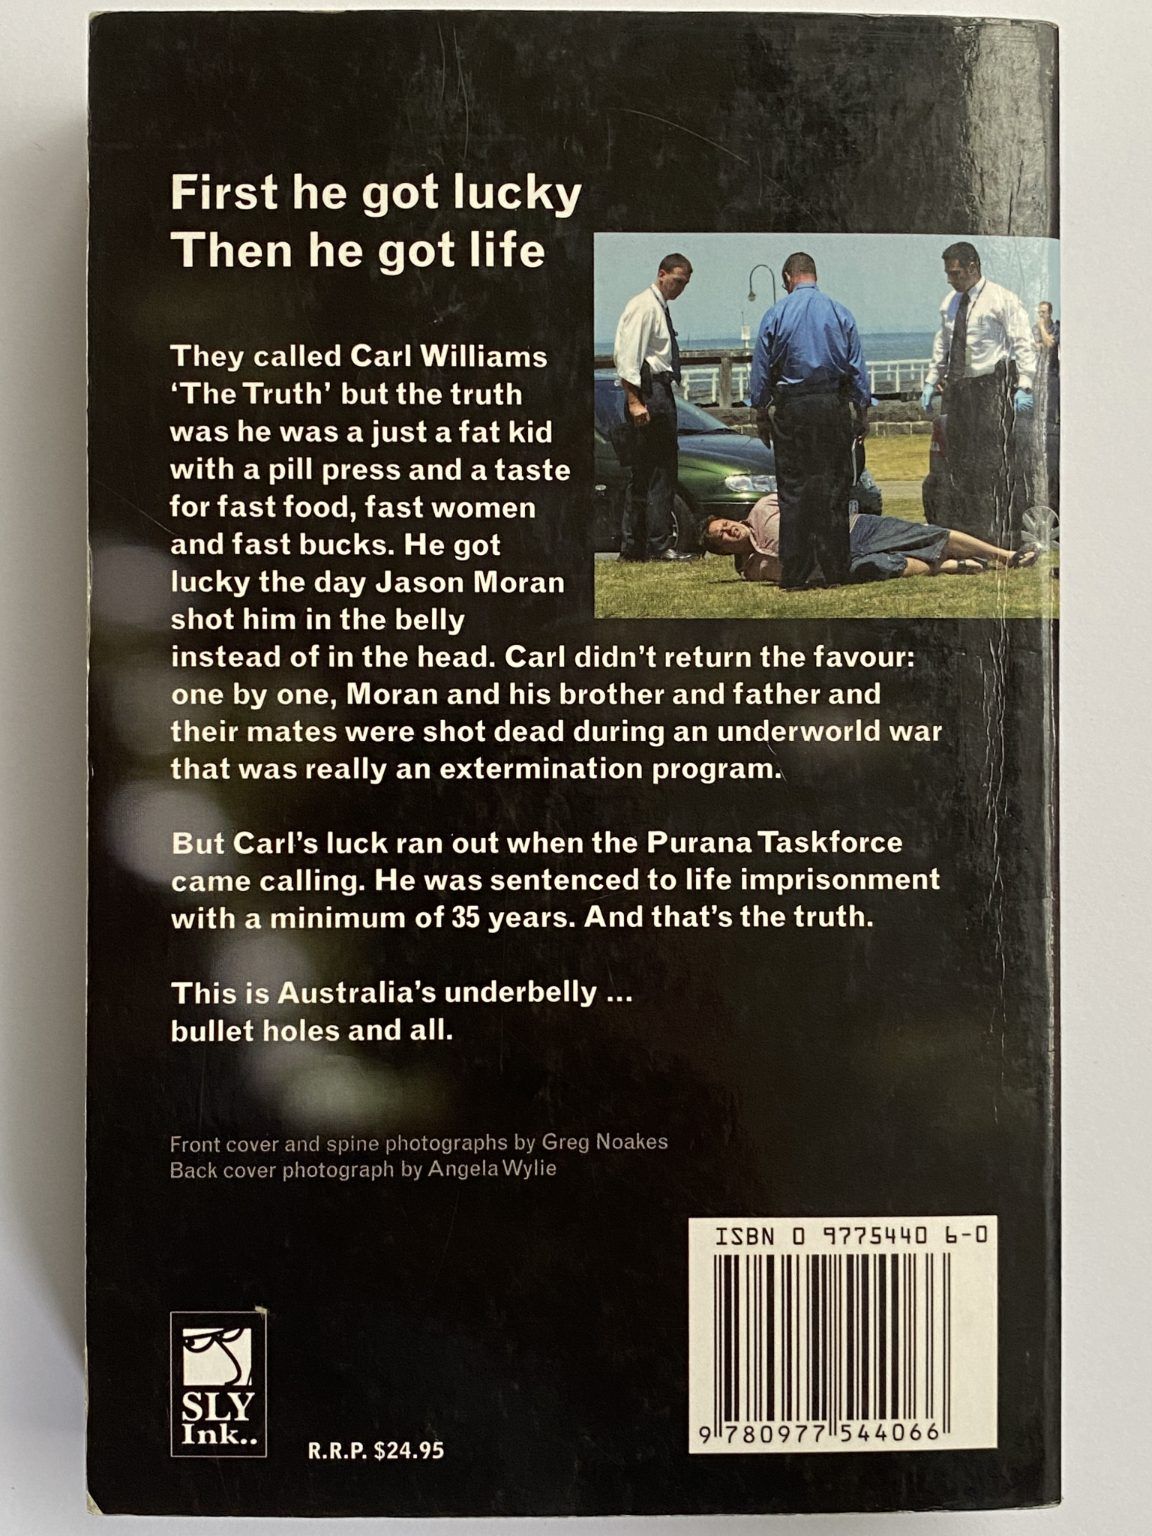 First he got lucky
Then he got life
They called Carl Williams
‘The Truth’ but the truth
was he was a just a fat kid
with a pill press and a taste
for fast food, fast women
and fast bucks. He got
lucky the day Jason Moran
shot him in the belly
instead of in the head. Carl didn’t return the favour:
one by one, Moran and his brother and father and
their mates were shot dead during an underworld war
that was really an extermination program.
But Carl’s luck ran out when the Purana Taskforce
came calling. He was sentenced to life imprisonment
with a minimum of 35 years. And that’s the truth.
This is Australia’s underbelly ...
bullet holes and all.
Front cover and spine photographs by Greg Noakes
Back cover photograph by Angela Wylie
ISBN 0 9775440 6-0
9 780977 544066
SLY
Ink..
R.R.P. $24.95